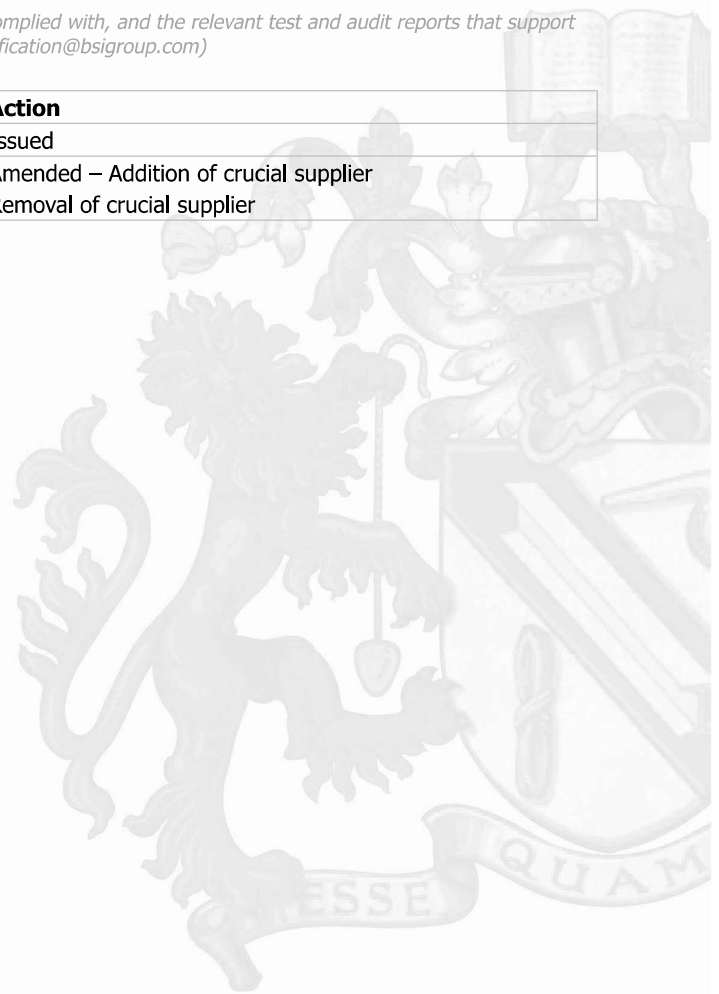 omplied with, and the relevant test and audit reports that support
fication@bsigroup.com)
Action
ssued
Amended – Addition of crucial supplier
Removal of crucial supplier
ESSE
QUAM